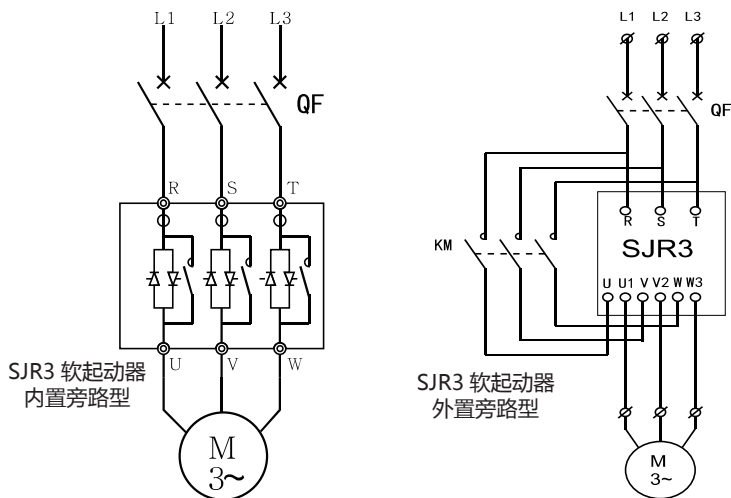 L1 L2 L3
QF
R S T
U V W
M
3~
SJR3 软起动器
内置旁路型
L1 L2 L3
QF
R S T
KM
SJR3
U U1 V V2 W W3
M
3~
SJR3 软起动器
外置旁路型